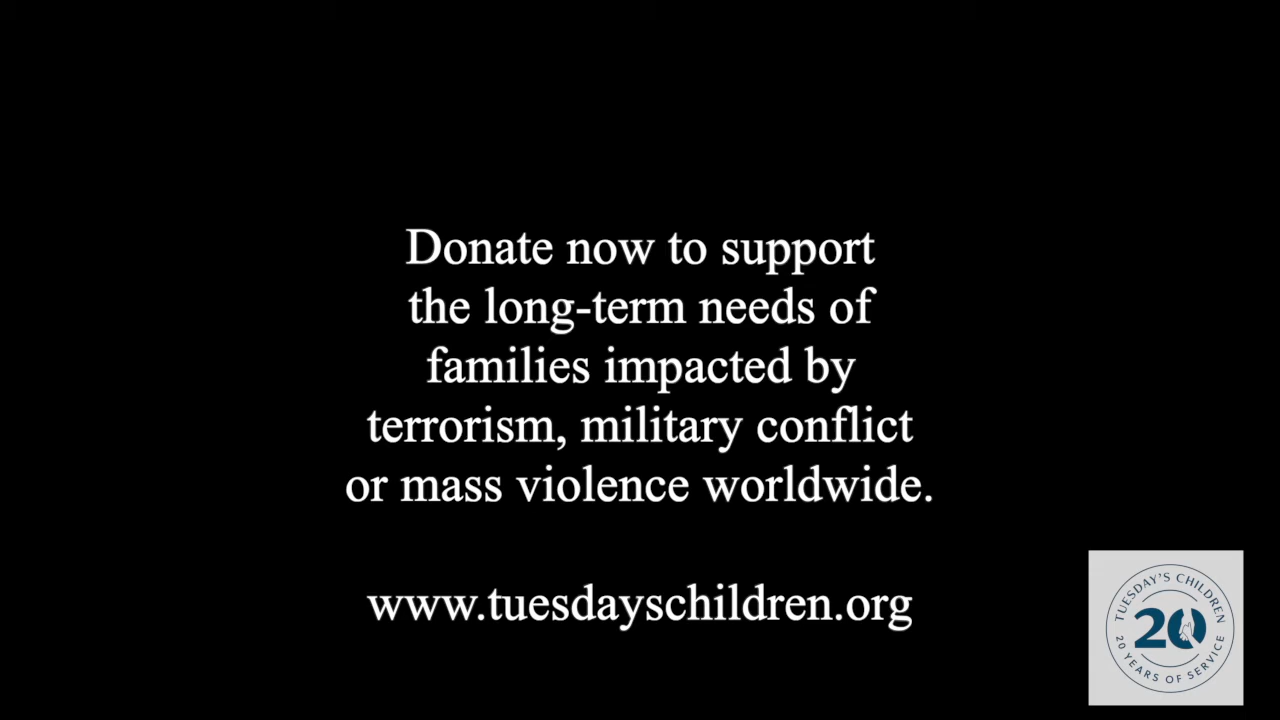 Donate now to support
the long-term needs of
families impacted by
terrorism, military conflict
or mass violence worldwide.
www.tuesdayschildren.org
TUESDAY'S CHILDREN
20
20 YEARS OF SERVICE